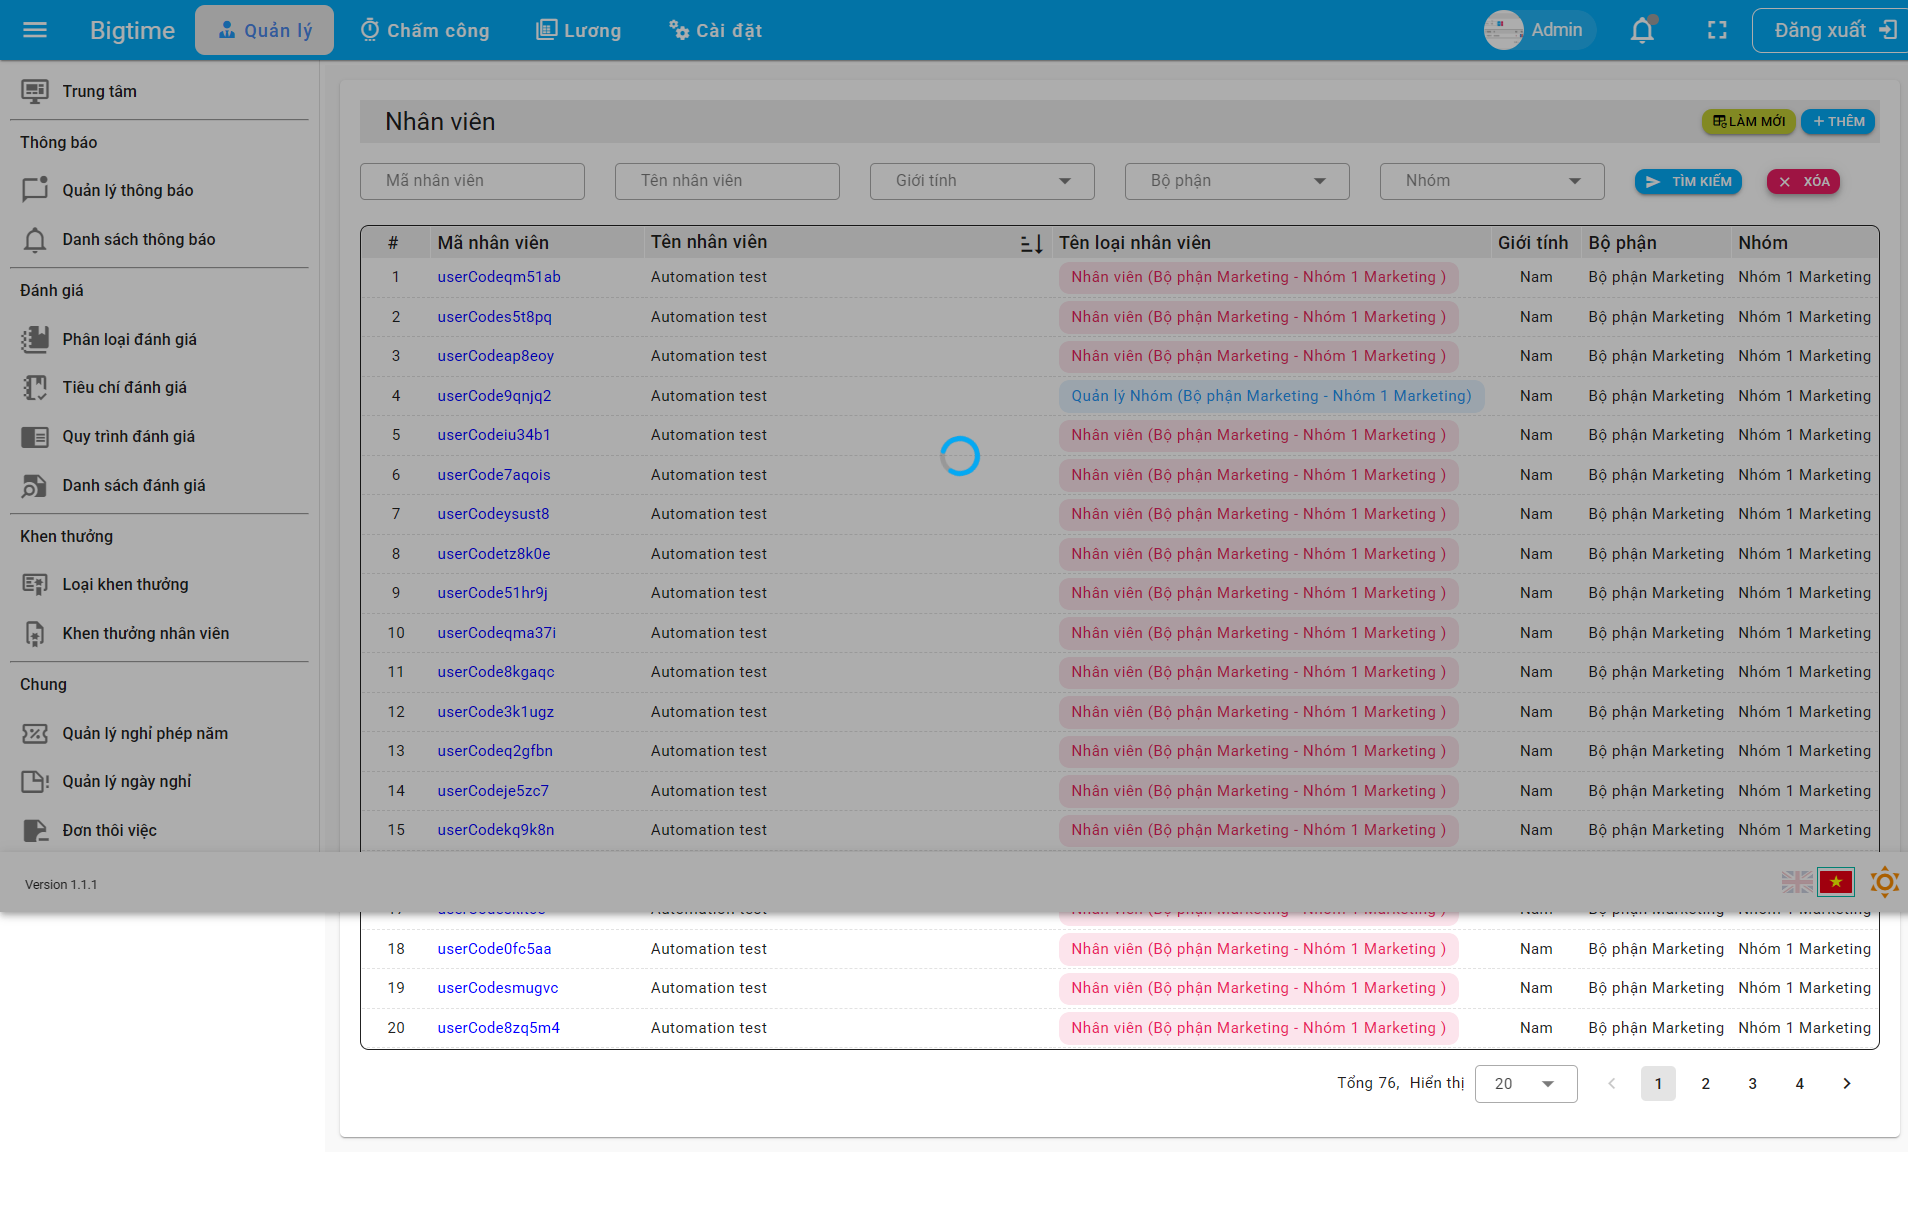 Bigtime Quản lý Chấm công Lương Cài đặt Admin Đăng xuất
Trung tâm
Thông báo
Quản lý thông báo
Danh sách thông báo
Đánh giá
Phân loại đánh giá
Tiêu chí đánh giá
Quy trình đánh giá
Danh sách đánh giá
Khen thưởng
Loại khen thưởng
Khen thưởng nhân viên
Chung
Quản lý nghỉ phép năm
Quản lý ngày nghỉ
Đơn thôi việc
Nhân viên LÀM MỚI + THÊM
Mã nhân viên Tên nhân viên Giới tính Bộ phận Nhóm TÌM KIẾM XÓA
# Mã nhân viên Tên nhân viên Tên loại nhân viên Giới tính Bộ phận Nhóm
1 userCodeqm51ab Automation test Nhân viên (Bộ phận Marketing - Nhóm 1 Marketing ) Nam Bộ phận Marketing Nhóm 1 Marketing
2 userCodes5t8pq Automation test Nhân viên (Bộ phận Marketing - Nhóm 1 Marketing ) Nam Bộ phận Marketing Nhóm 1 Marketing
3 userCodeap8eoy Automation test Nhân viên (Bộ phận Marketing - Nhóm 1 Marketing ) Nam Bộ phận Marketing Nhóm 1 Marketing
4 userCode9qnjq2 Automation test Quản lý Nhóm (Bộ phận Marketing - Nhóm 1 Marketing) Nam Bộ phận Marketing Nhóm 1 Marketing
5 userCodeiu34b1 Automation test Nhân viên (Bộ phận Marketing - Nhóm 1 Marketing ) Nam Bộ phận Marketing Nhóm 1 Marketing
6 userCode7aqois Automation test Nhân viên (Bộ phận Marketing - Nhóm 1 Marketing ) Nam Bộ phận Marketing Nhóm 1 Marketing
7 userCodeysust8 Automation test Nhân viên (Bộ phận Marketing - Nhóm 1 Marketing ) Nam Bộ phận Marketing Nhóm 1 Marketing
8 userCodetz8k0e Automation test Nhân viên (Bộ phận Marketing - Nhóm 1 Marketing ) Nam Bộ phận Marketing Nhóm 1 Marketing
9 userCode51hr9j Automation test Nhân viên (Bộ phận Marketing - Nhóm 1 Marketing ) Nam Bộ phận Marketing Nhóm 1 Marketing
10 userCodeqma37i Automation test Nhân viên (Bộ phận Marketing - Nhóm 1 Marketing ) Nam Bộ phận Marketing Nhóm 1 Marketing
11 userCode8kgaqc Automation test Nhân viên (Bộ phận Marketing - Nhóm 1 Marketing ) Nam Bộ phận Marketing Nhóm 1 Marketing
12 userCode3k1ugz Automation test Nhân viên (Bộ phận Marketing - Nhóm 1 Marketing ) Nam Bộ phận Marketing Nhóm 1 Marketing
13 userCodeq2gfbn Automation test Nhân viên (Bộ phận Marketing - Nhóm 1 Marketing ) Nam Bộ phận Marketing Nhóm 1 Marketing
14 userCodeje5zc7 Automation test Nhân viên (Bộ phận Marketing - Nhóm 1 Marketing ) Nam Bộ phận Marketing Nhóm 1 Marketing
15 userCodekq9k8n Automation test Nhân viên (Bộ phận Marketing - Nhóm 1 Marketing ) Nam Bộ phận Marketing Nhóm 1 Marketing
Version 1.1.1
18 userCode0fc5aa Automation test Nhân viên (Bộ phận Marketing - Nhóm 1 Marketing ) Nam Bộ phận Marketing Nhóm 1 Marketing
19 userCodesmugvc Automation test Nhân viên (Bộ phận Marketing - Nhóm 1 Marketing ) Nam Bộ phận Marketing Nhóm 1 Marketing
20 userCode8zq5m4 Automation test Nhân viên (Bộ phận Marketing - Nhóm 1 Marketing ) Nam Bộ phận Marketing Nhóm 1 Marketing
Tổng 76, Hiển thị 20 1 2 3 4